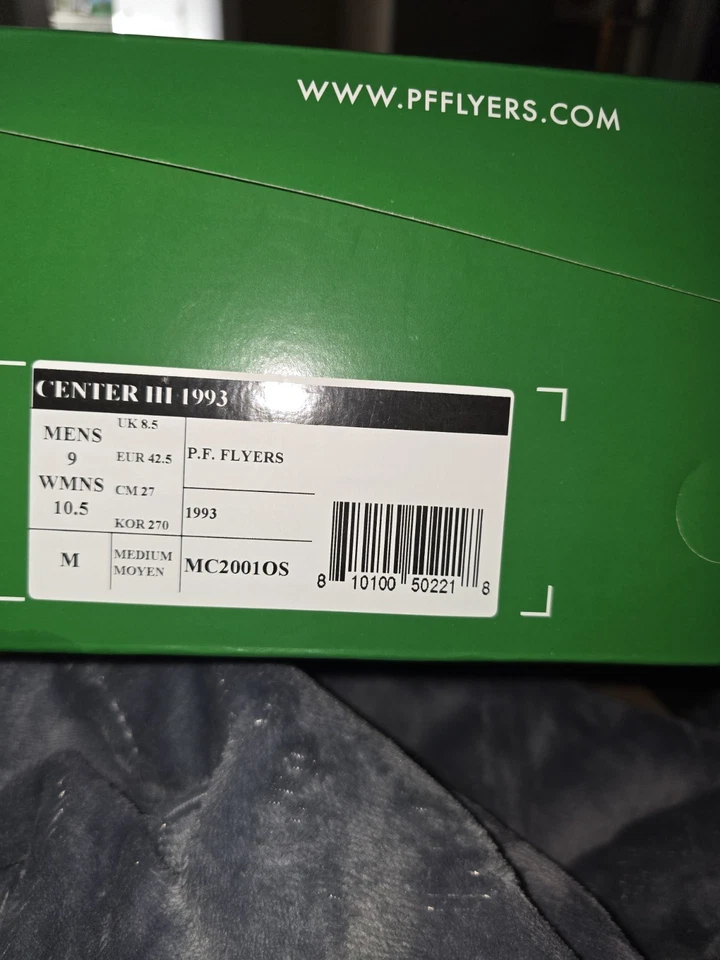 WWW.PFFLYERS.COM
CENTER III 1993
MENS
9
WMNS
10.5
UK 8.5
EUR 42.5
CM 27
KOR 270
P.F. FLYERS
1993
M
MEDIUM
MOYEN
MC2001OS
8 10100 50221 8